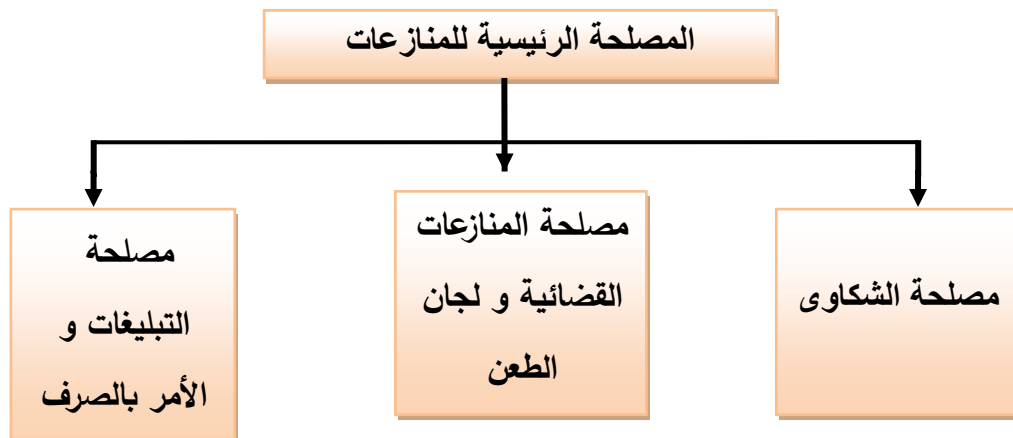 المصلحة الرئيسية للمنازعات
مصلحة الشكاوى
مصلحة المنازعات
القضائية و لجان
الطعن
مصلحة
التبليغات و
الأمر بالصرف